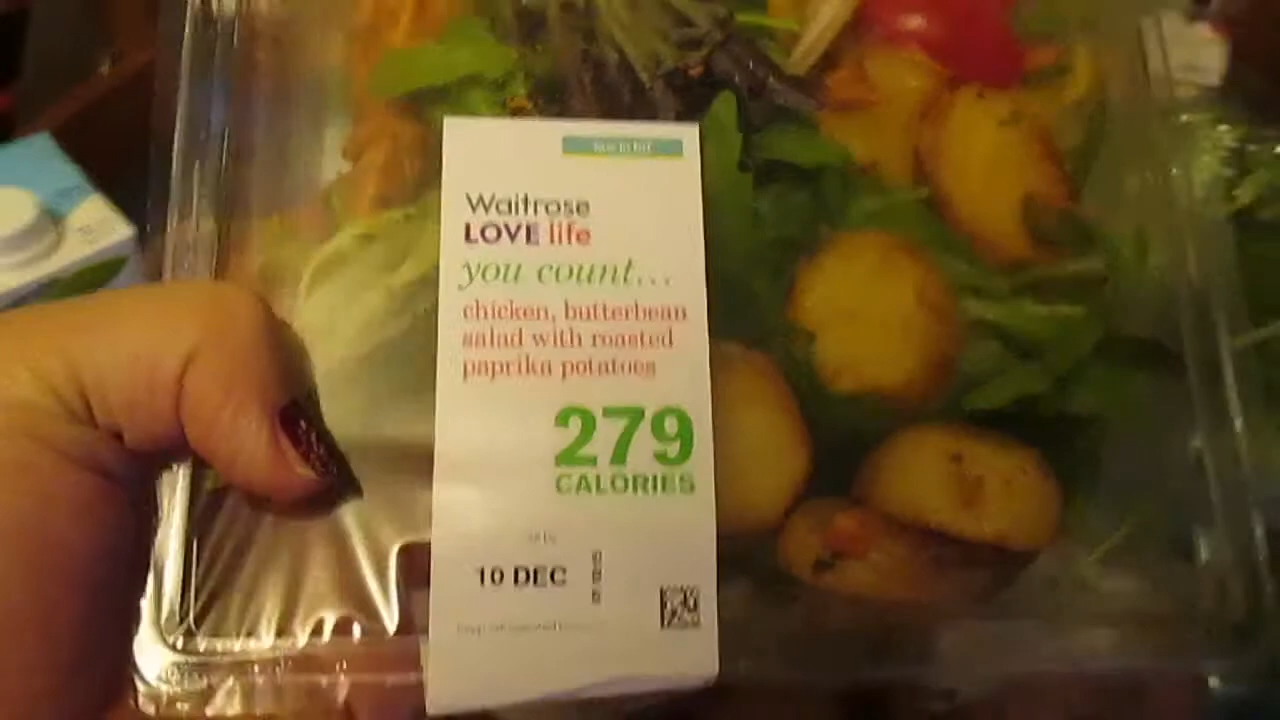 Waitrose
LOVE life
you count...
chicken, butterbean
salad with roasted
paprika potatoes
279
CALORIES
10 DEC